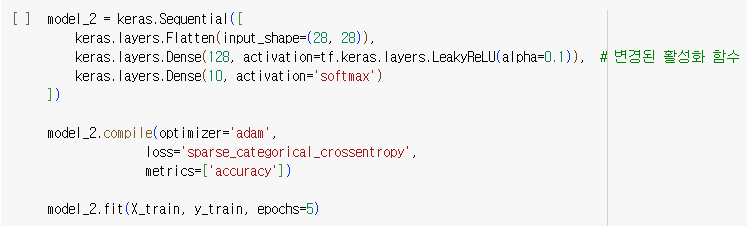 [ ] model_2 = keras.Sequential([
keras.layers.Flatten(input_shape=(28, 28)),
keras.layers.Dense(128, activation=tf.keras.layers.LeakyReLU(alpha=0.1)), # 변경된 활성화 함수
keras.layers.Dense(10, activation='softmax')
])
model_2.compile(optimizer='adam',
loss='sparse_categorical_crossentropy',
metrics=['accuracy'])
model_2.fit(X_train, y_train, epochs=5)